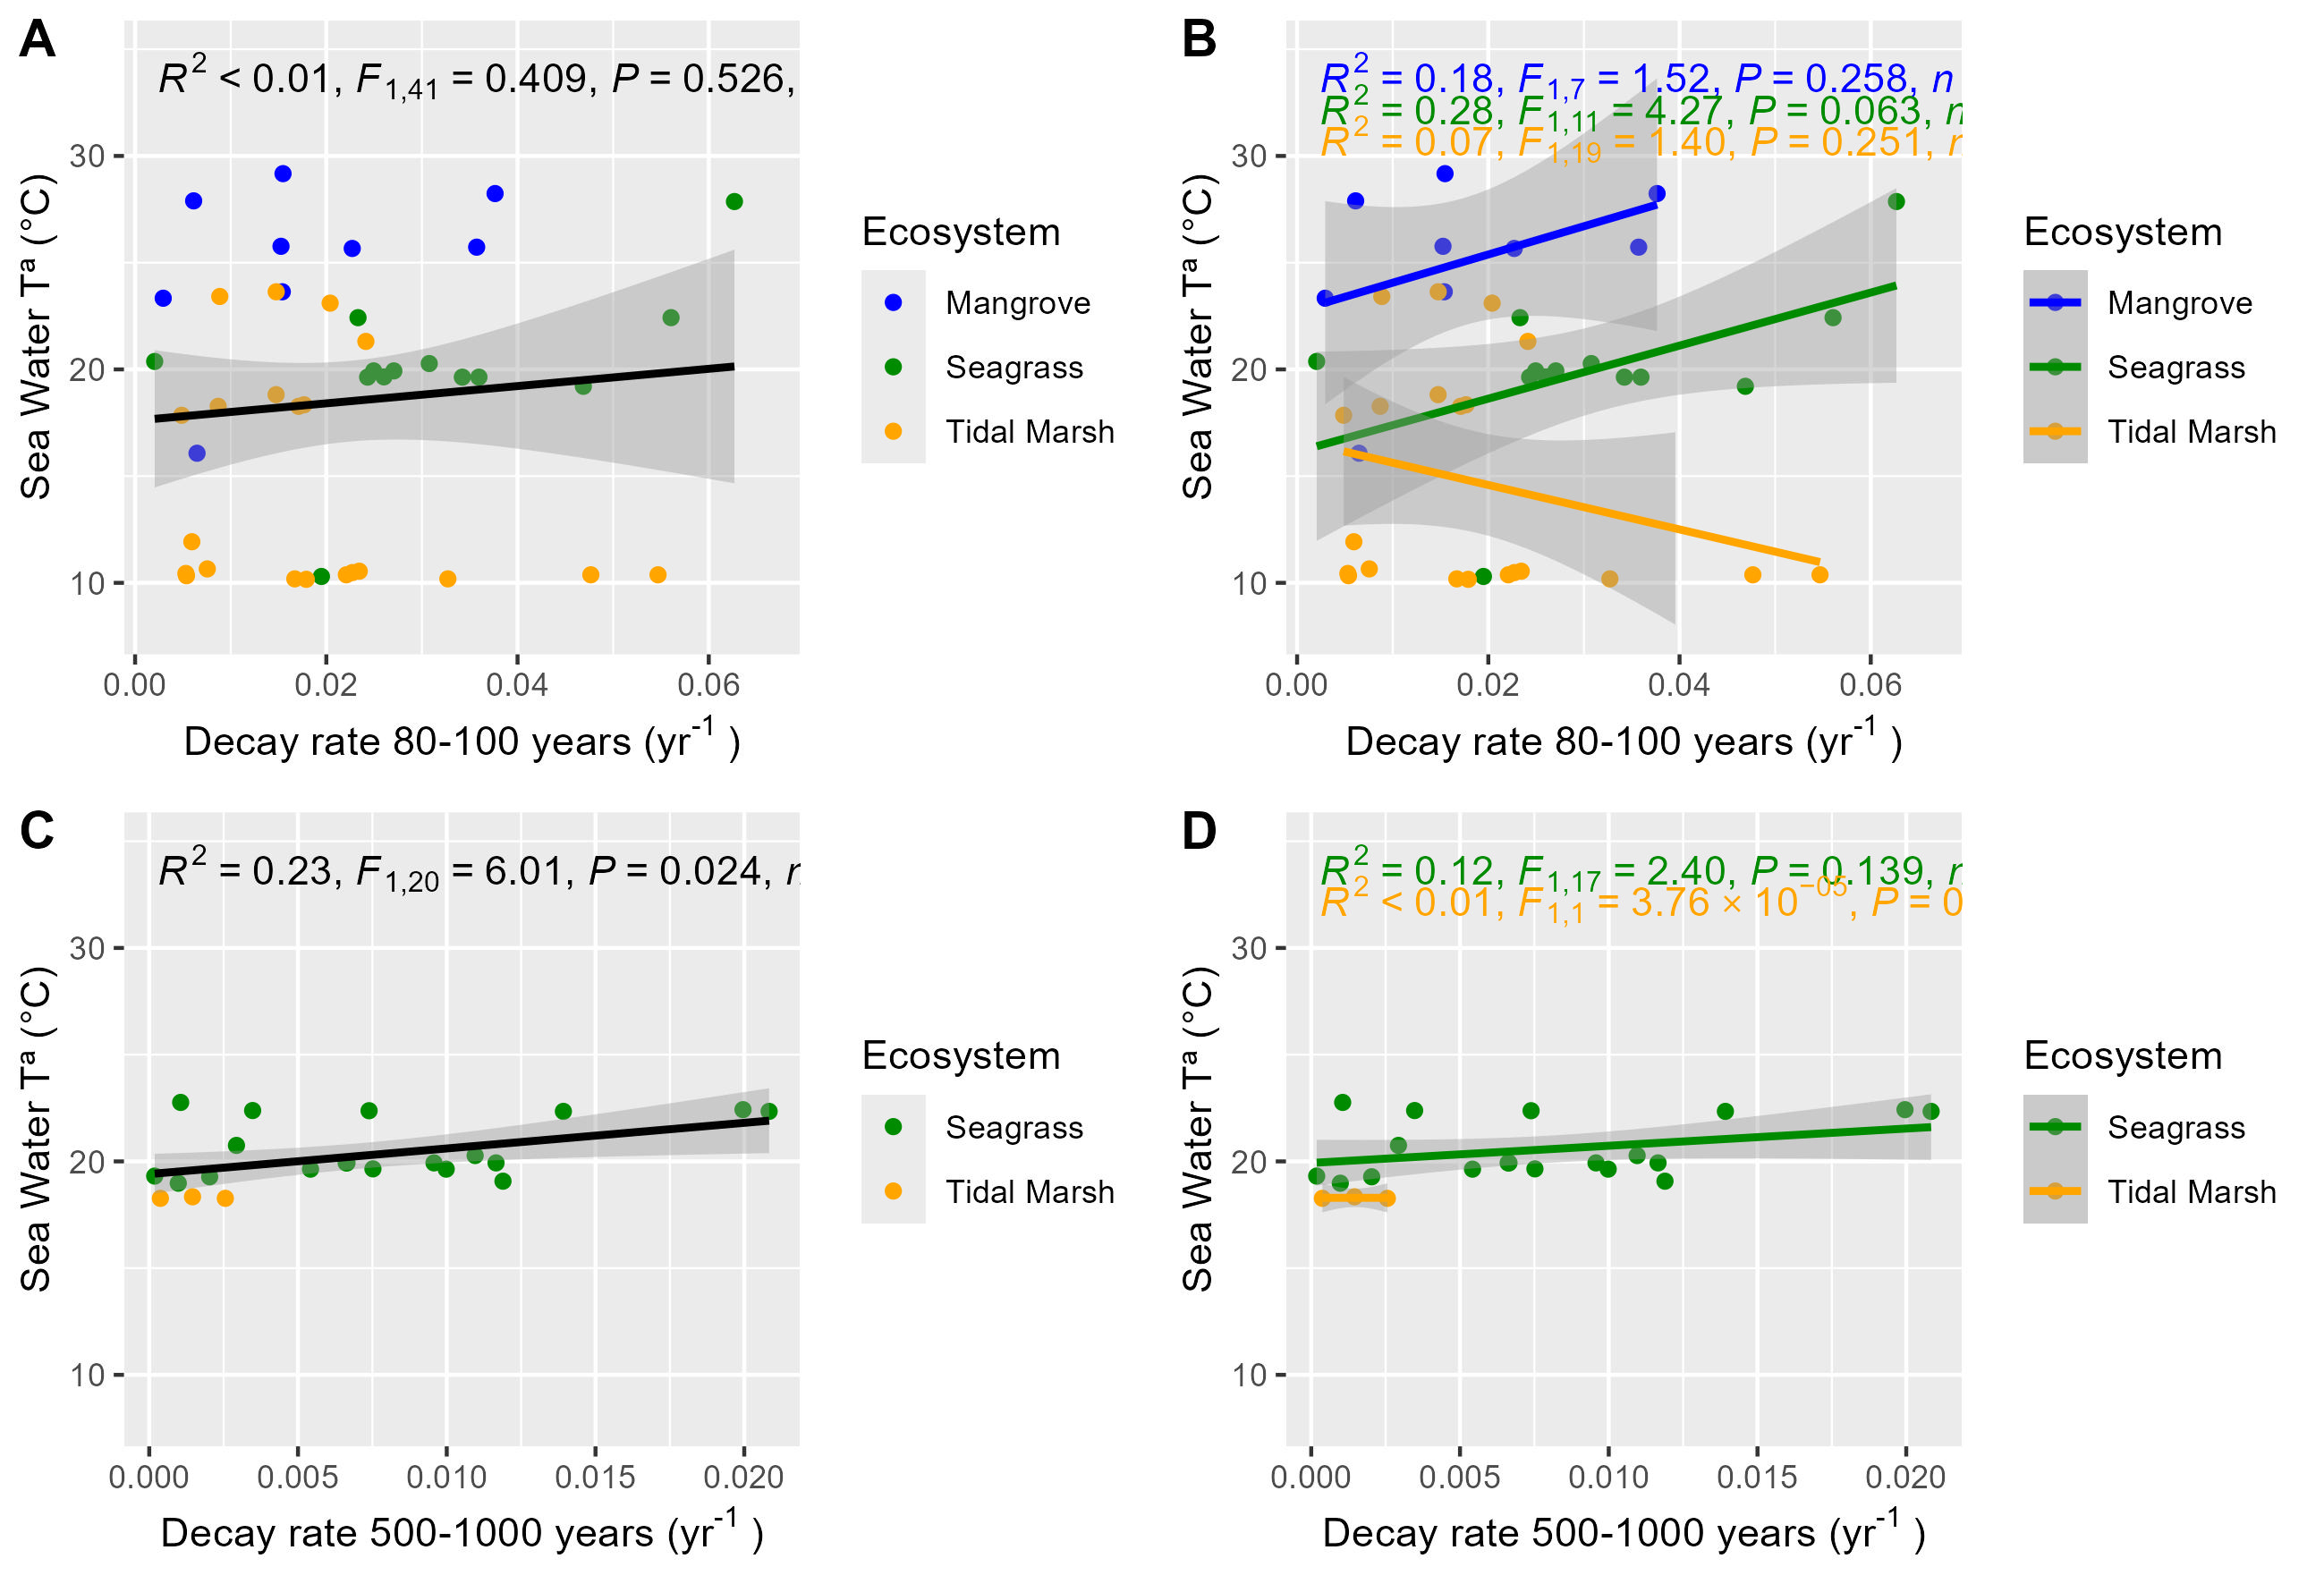 A
R² < 0.01, F₁,₄₁ = 0.409, P = 0.526,
30
20
10
Sea Water Tª (°C)
0.00 0.02 0.04 0.06
Decay rate 80-100 years (yr⁻¹ )
Ecosystem
Mangrove
Seagrass
Tidal Marsh
B
R² = 0.18, F₁,₇ = 1.52, P = 0.258, n
R² = 0.28, F₁,₁₁ = 4.27, P = 0.063, n
R² = 0.07, F₁,₁₉ = 1.40, P = 0.251, n
30
20
10
Sea Water Tª (°C)
0.00 0.02 0.04 0.06
Decay rate 80-100 years (yr⁻¹ )
Ecosystem
Mangrove
Seagrass
Tidal Marsh
C
R² = 0.23, F₁,₂₀ = 6.01, P = 0.024, n
30
20
10
Sea Water Tª (°C)
0.000 0.005 0.010 0.015 0.020
Decay rate 500-1000 years (yr⁻¹ )
Ecosystem
Seagrass
Tidal Marsh
D
R² = 0.12, F₁,₁₇ = 2.40, P = 0.139, n
R² < 0.01, F₁,₁ = 3.76 × 10⁻⁰⁵, P = 0
30
20
10
Sea Water Tª (°C)
0.000 0.005 0.010 0.015 0.020
Decay rate 500-1000 years (yr⁻¹ )
Ecosystem
Seagrass
Tidal Marsh